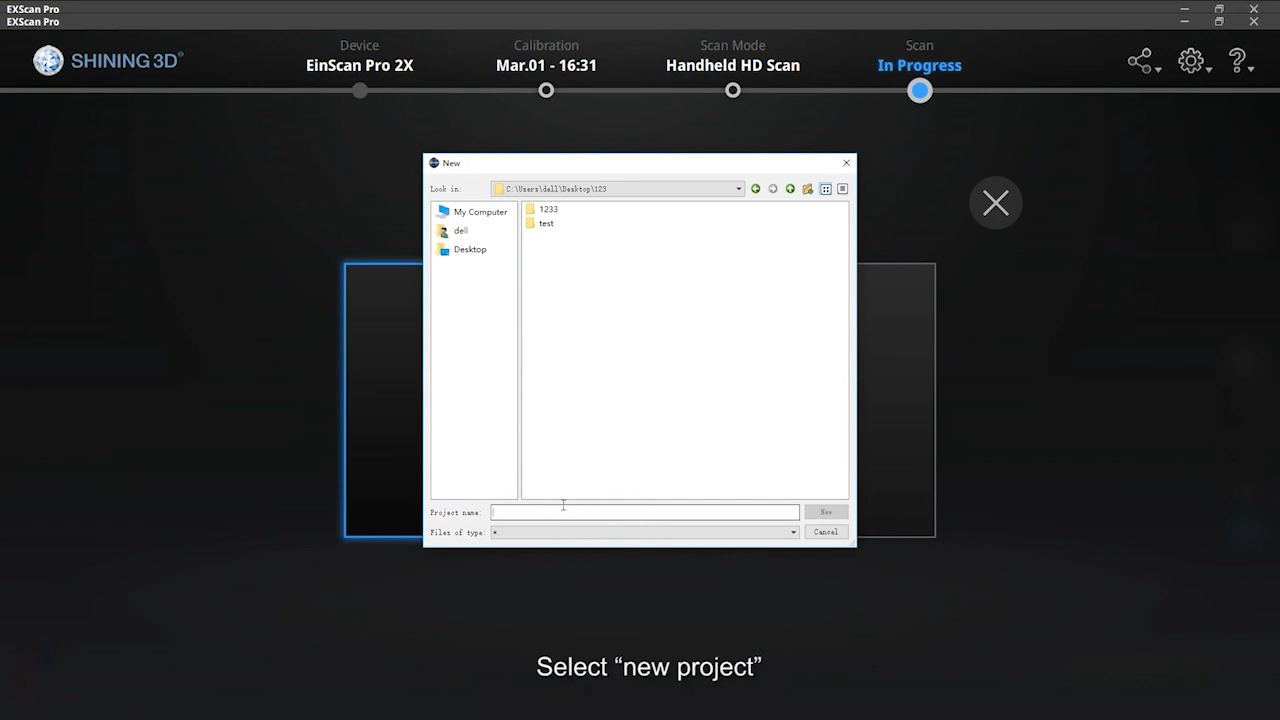 EXScan Pro
EXScan Pro
SHINING 3D®
Device
EinScan Pro 2X
Calibration
Mar.01 - 16:31
Scan Mode
Handheld HD Scan
Scan
In Progress
New
Look in:
C:\Users\dell\Desktop\123
My Computer
dell
Desktop
1233
test
Project name:
New
Files of type:
*
Cancel
Select “new project”